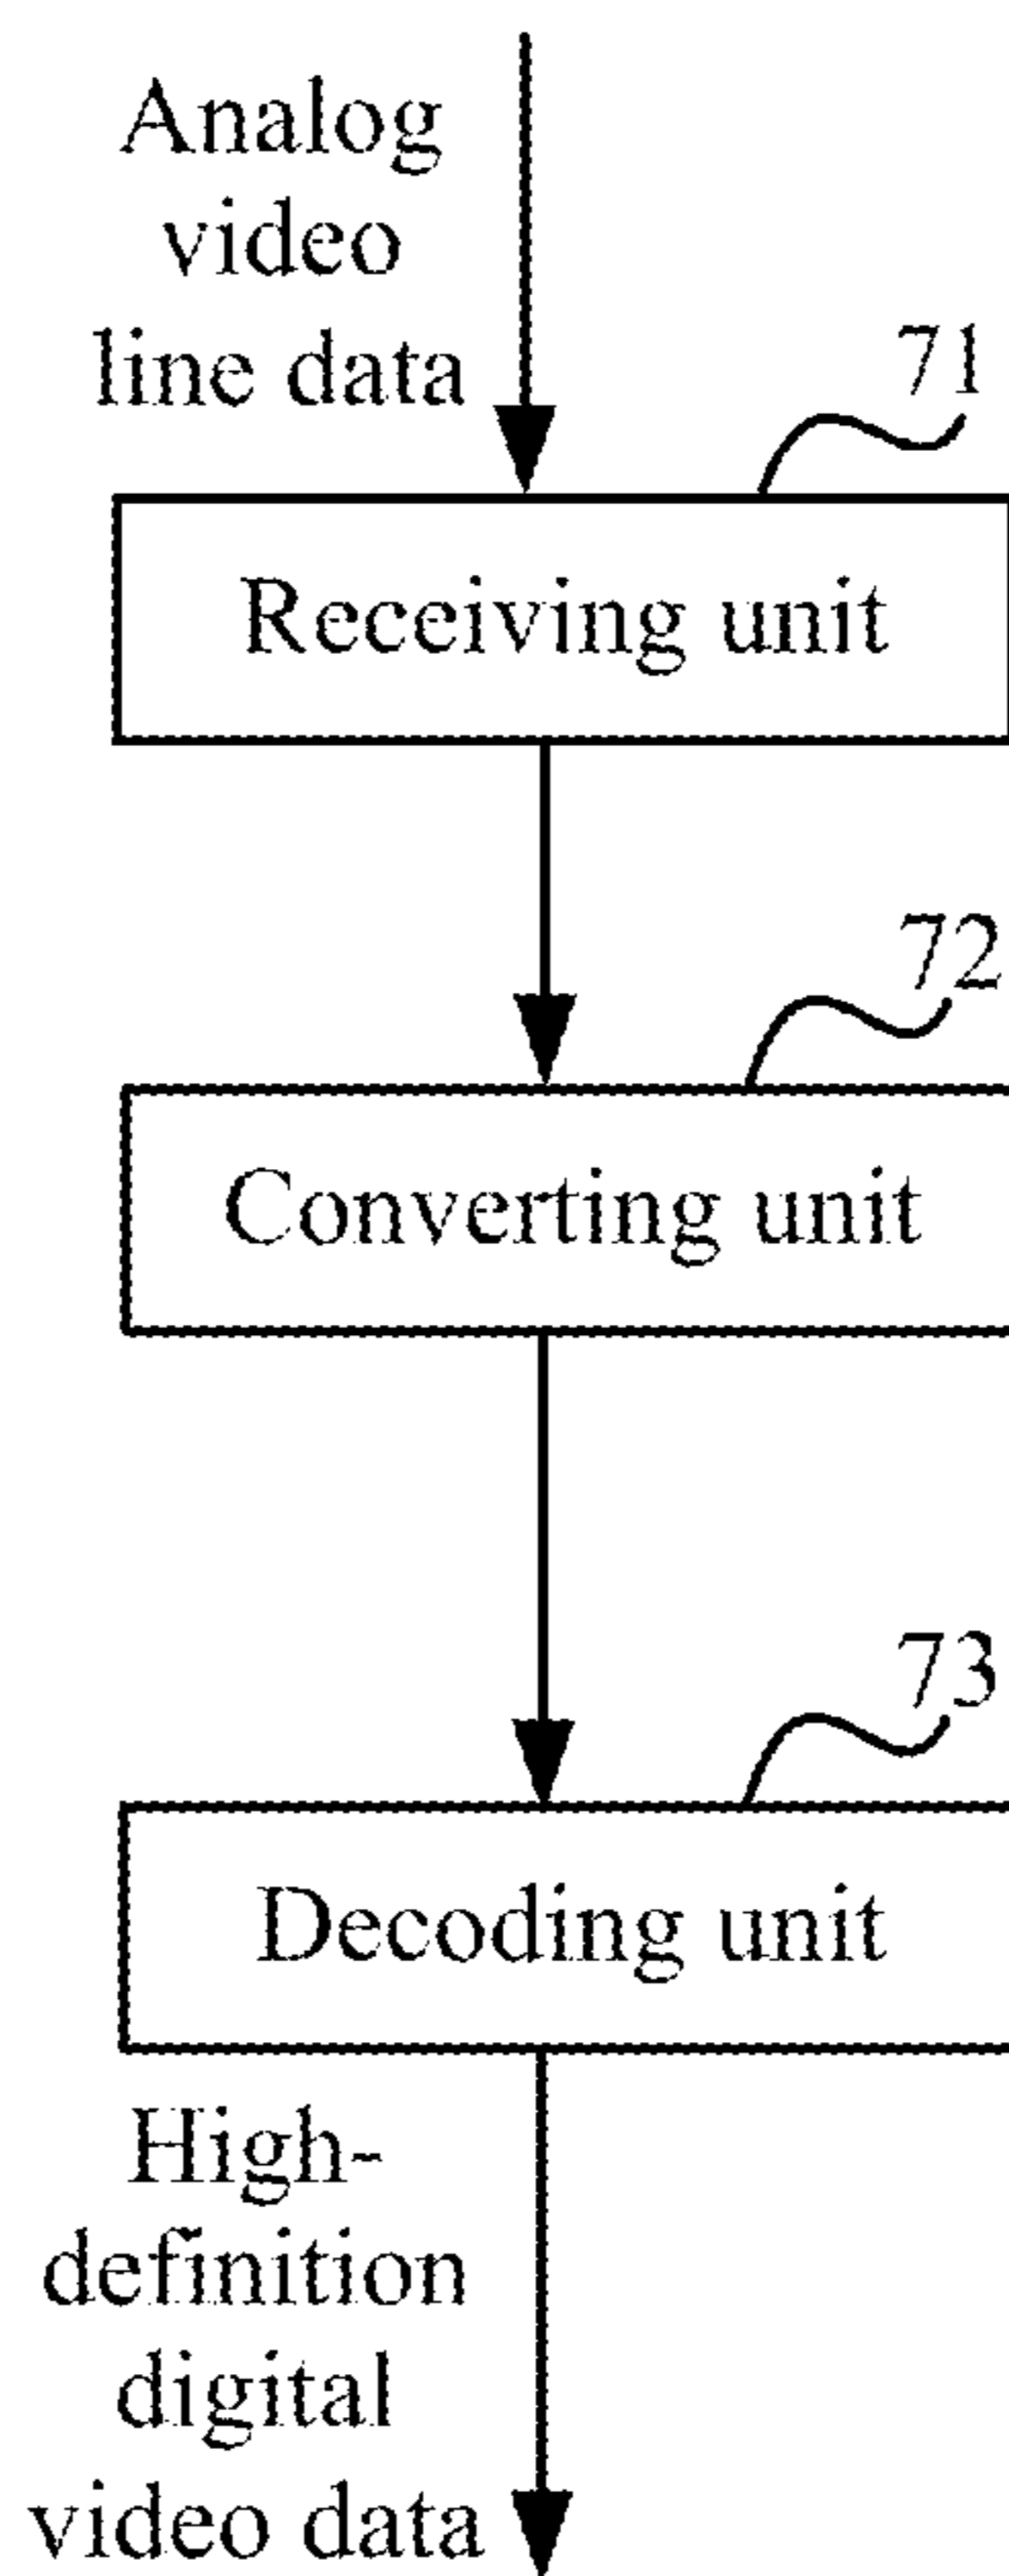 Analog
video
line data
71
Receiving unit
72
Converting unit
73
Decoding unit
High-
definition
digital
video data